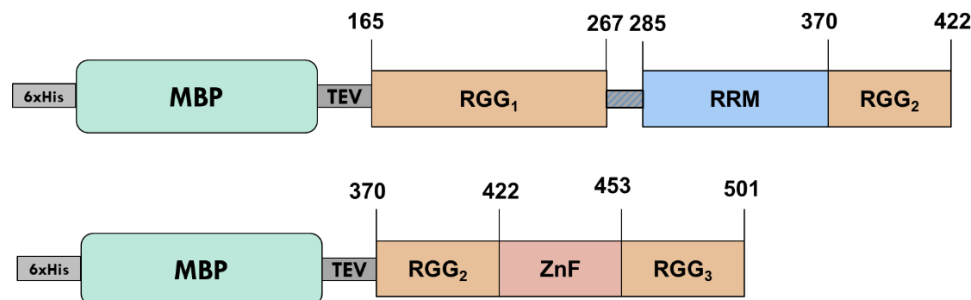 165 267 285 370 422
6xHis MBP TEV RGG₁ RRM RGG₂
370 422 453 501
6xHis MBP TEV RGG₂ ZnF RGG₃